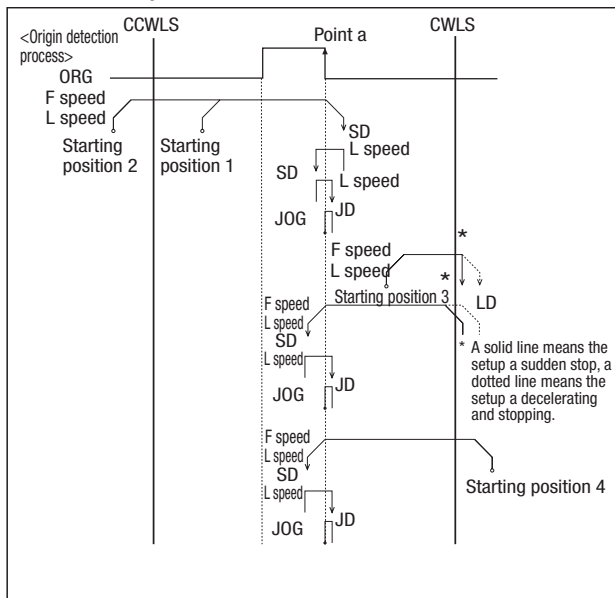 CCWLS
CWLS
<Origin detection
process>
Point a
ORG
F speed
L speed
Starting
position 2
Starting
position 1
SD
L speed
SD
L speed
JOG
JD
*
F speed
L speed
*
Starting position 3
LD
F speed
L speed
SD
L speed
JOG
JD
* A solid line means the
setup a sudden stop, a
dotted line means the
setup a decelerating
and stopping.
F speed
L speed
SD
L speed
JOG
JD
Starting position 4